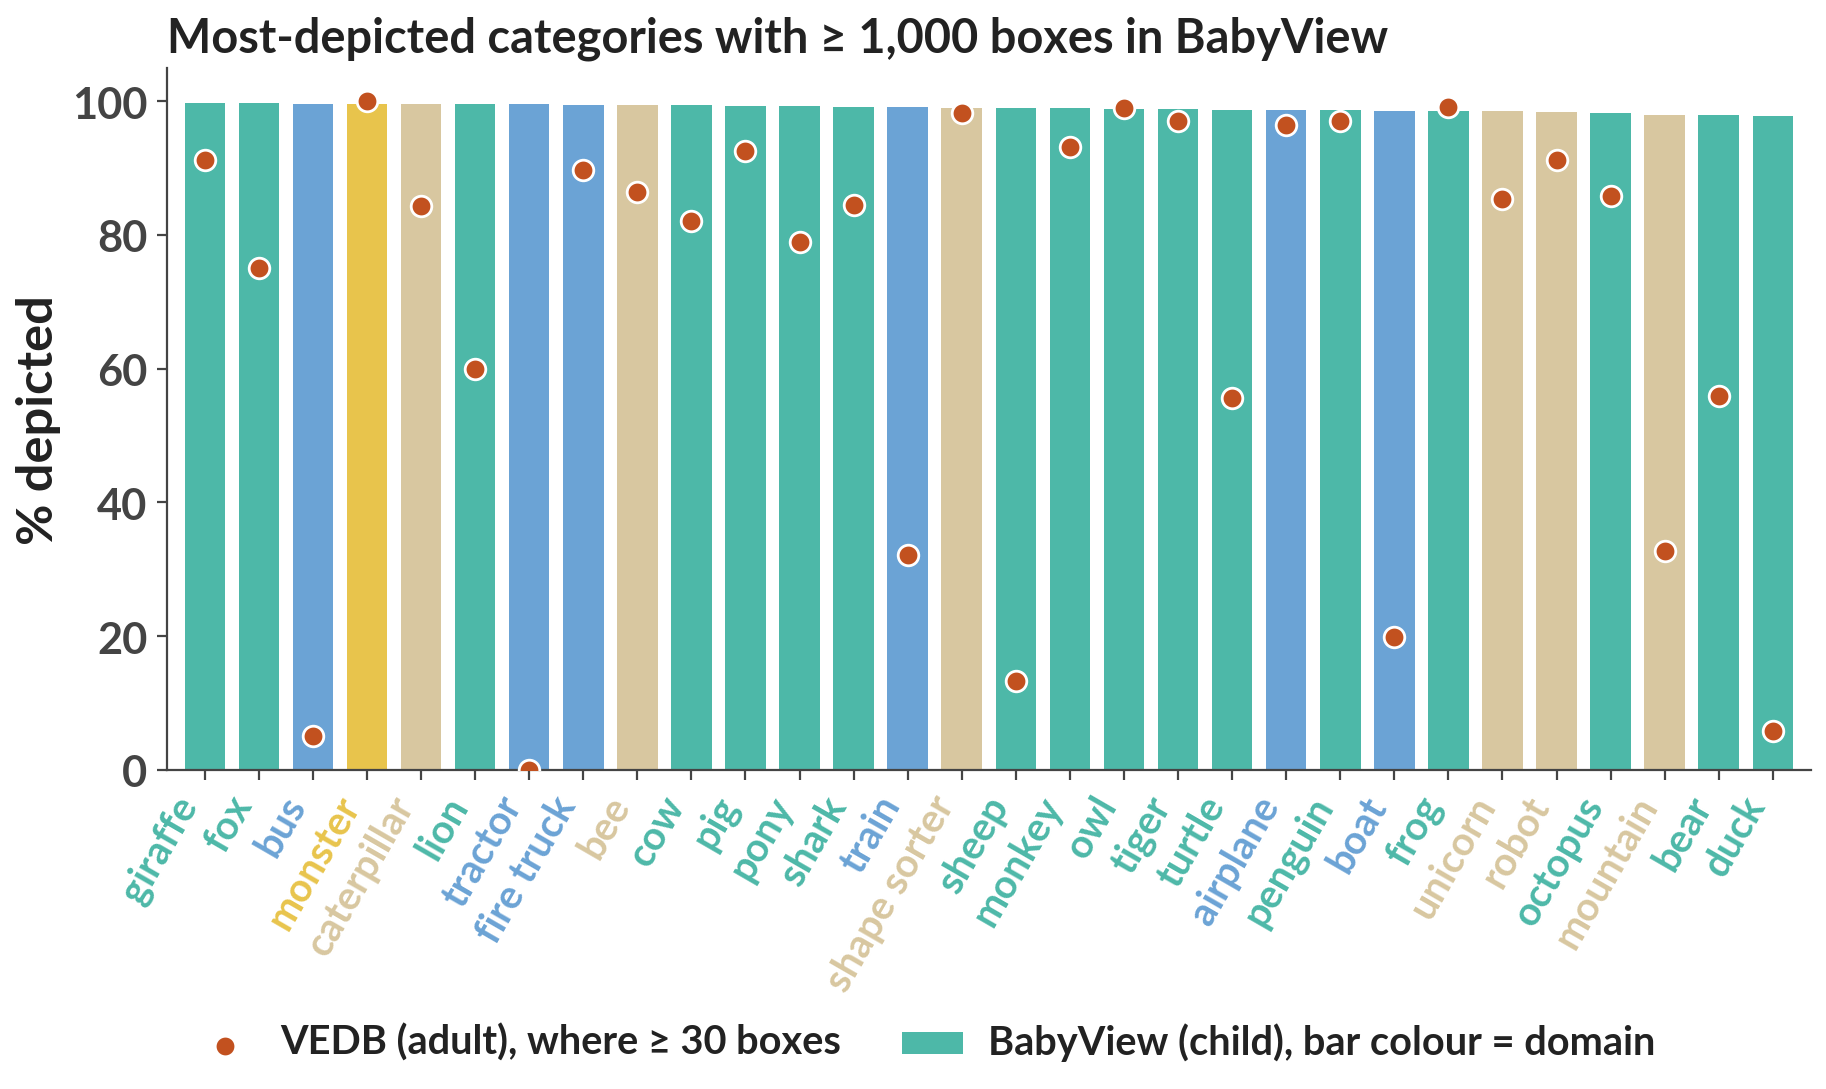 Most-depicted categories with ≥ 1,000 boxes in BabyView
% depicted
100
80
60
40
20
0
giraffe
fox
bus
monster
caterpillar
lion
tractor
fire truck
bee
cow
pig
pony
shark
train
shape sorter
sheep
monkey
owl
tiger
turtle
airplane
penguin
boat
frog
unicorn
robot
octopus
mountain
bear
duck
VEDB (adult), where ≥ 30 boxes
BabyView (child), bar colour = domain